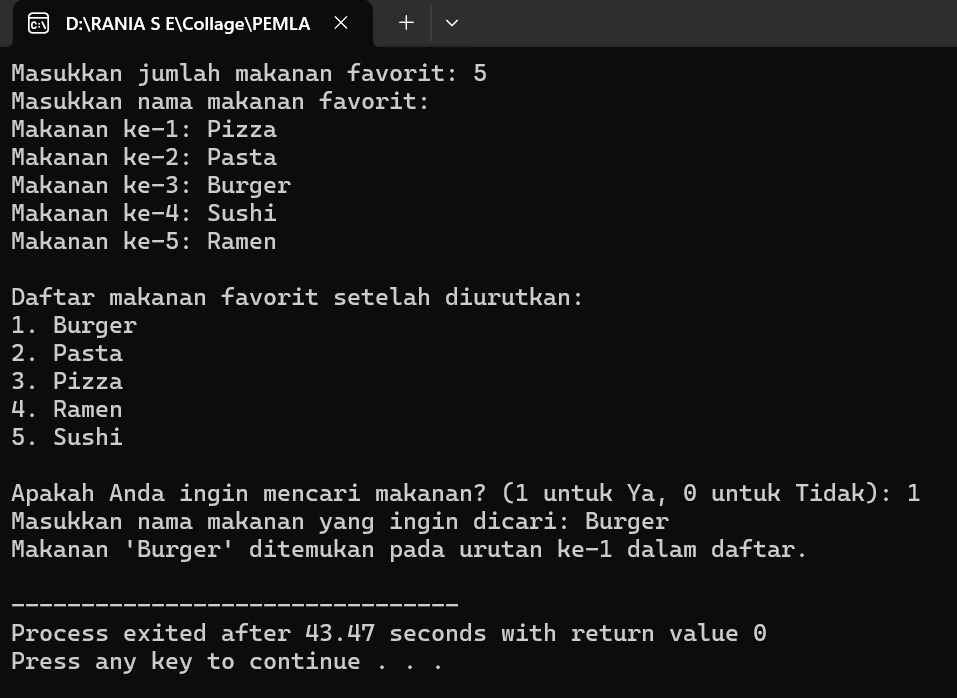 D:\RANIA S E\Collage\PEMLA
Masukkan jumlah makanan favorit: 5
Masukkan nama makanan favorit:
Makanan ke-1: Pizza
Makanan ke-2: Pasta
Makanan ke-3: Burger
Makanan ke-4: Sushi
Makanan ke-5: Ramen
Daftar makanan favorit setelah diurutkan:
1. Burger
2. Pasta
3. Pizza
4. Ramen
5. Sushi
Apakah Anda ingin mencari makanan? (1 untuk Ya, 0 untuk Tidak): 1
Masukkan nama makanan yang ingin dicari: Burger
Makanan 'Burger' ditemukan pada urutan ke-1 dalam daftar.
--------------------------------
Process exited after 43.47 seconds with return value 0
Press any key to continue . . .